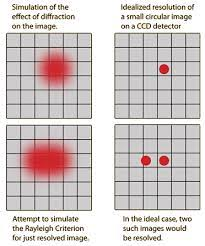 Simulation of the
effect of diffraction
on the image.
Idealized resolution of
a small circular image
on a CCD detector
Attempt to simulate
the Rayleigh Criterion
for just resolved image.
In the ideal case, two
such images would
be resolved.